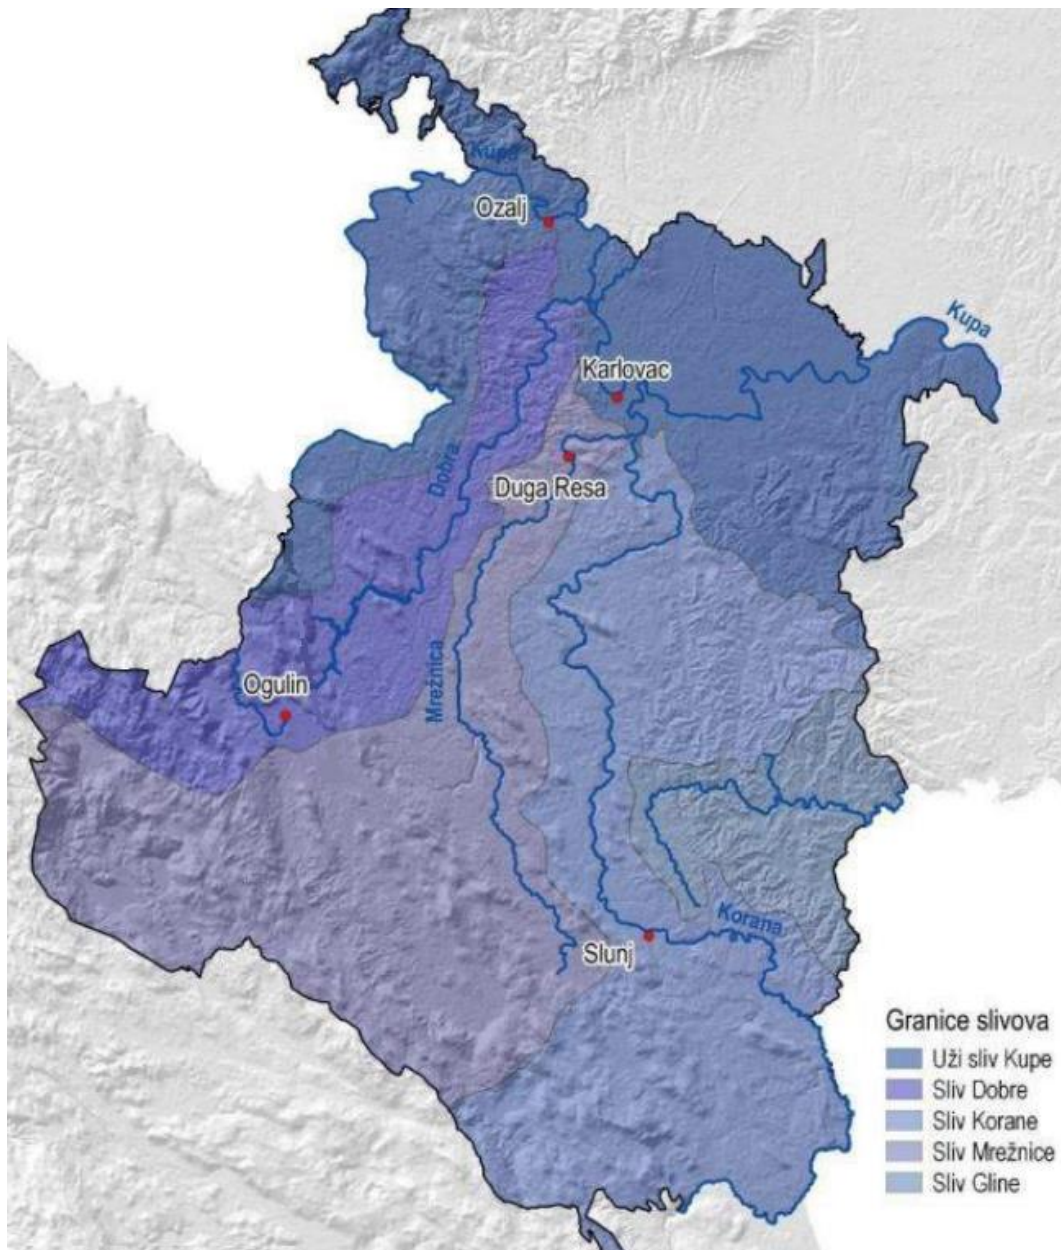 Kupa
Ozalj
Kupa
Karlovac
Dobra
Duga Resa
Mrežnica
Ogulin
Korana
Slunj
Granice slivova
Uži sliv Kupe
Sliv Dobre
Sliv Korane
Sliv Mrežnice
Sliv Gline